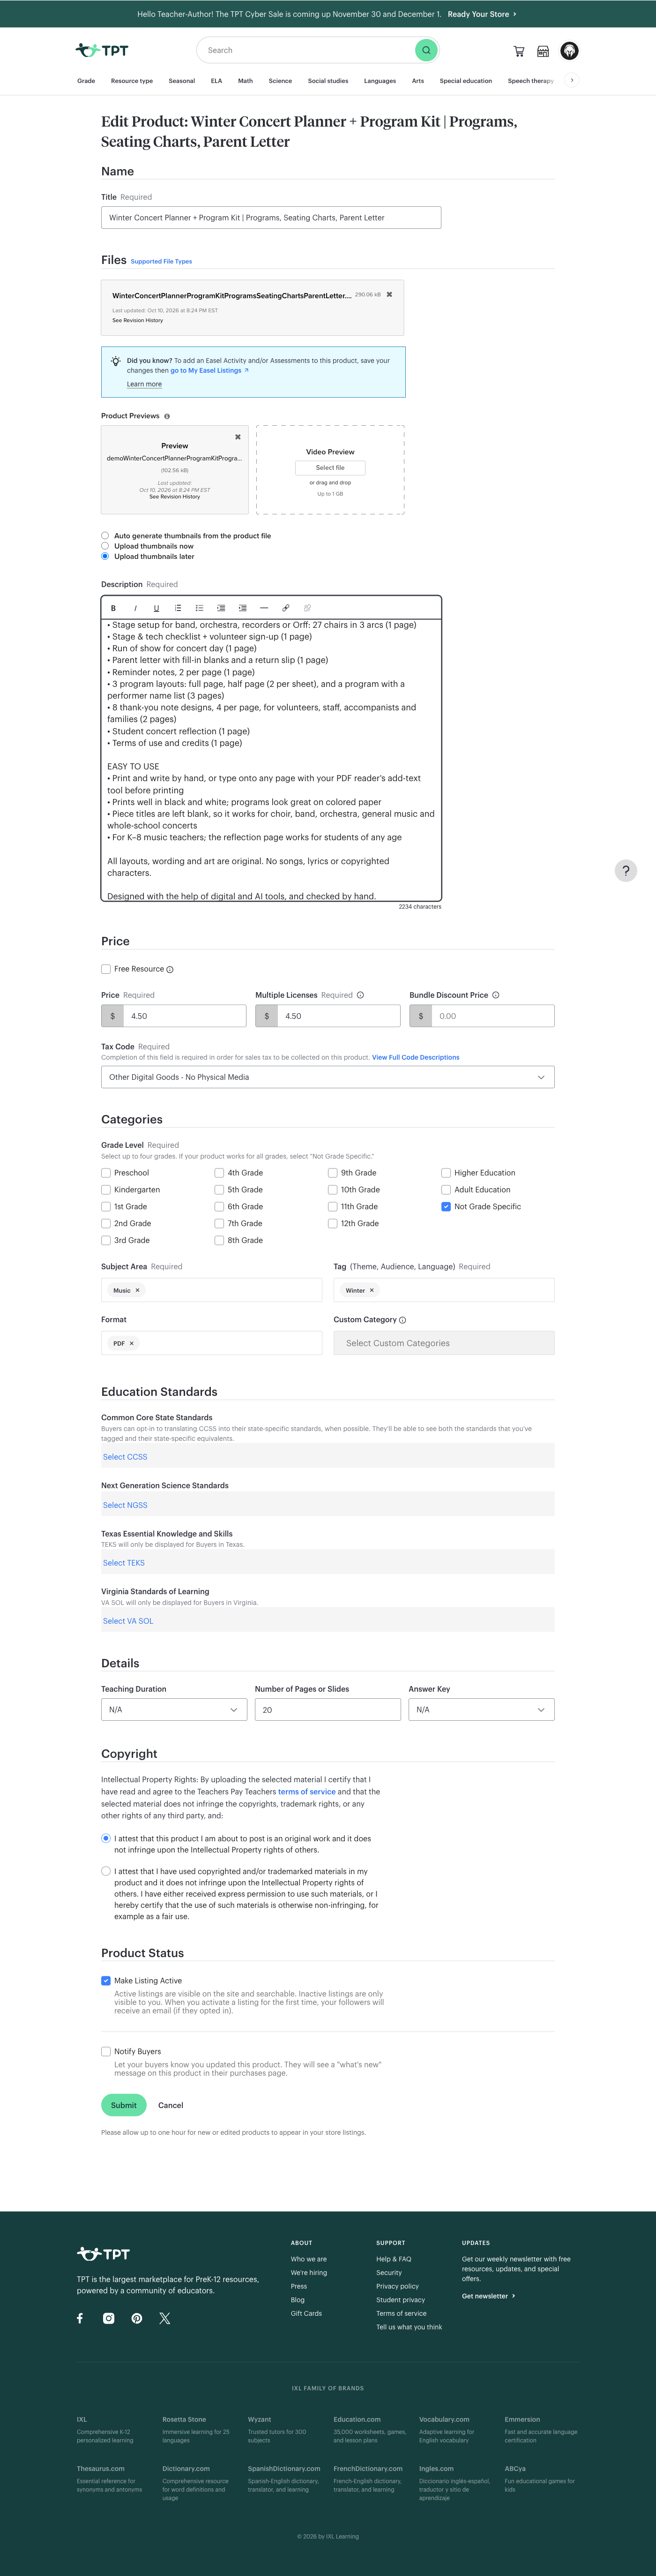 Hello Teacher-Author! The TPT Cyber Sale is coming up November 30 and December 1. Ready Your Store
TPT
Search
Grade Resource type Seasonal ELA Math Science Social studies Languages Arts Special education Speech therapy
Edit Product: Winter Concert Planner + Program Kit | Programs,
Seating Charts, Parent Letter
Name
Title Required
Winter Concert Planner + Program Kit | Programs, Seating Charts, Parent Letter
Files Supported File Types
WinterConcertPlannerProgramKitProgramsSeatingChartsParentLetter.... 290.06 kB
Last updated: Oct 10, 2026 at 8:24 PM EST
See Revision History
Did you know? To add an Easel Activity and/or Assessments to this product, save your
changes then go to My Easel Listings
Learn more
Product Previews
Preview
demoWinterConcertPlannerProgramKitProgra...
(102.56 kB)
Last updated:
Oct 10, 2026 at 8:24 PM EST
See Revision History
Video Preview
Select file
or drag and drop
Up to 1 GB
Auto generate thumbnails from the product file
Upload thumbnails now
Upload thumbnails later
Description Required
B I U
• Stage setup for band, orchestra, recorders or Orff: 27 chairs in 3 arcs (1 page)
• Stage & tech checklist + volunteer sign-up (1 page)
• Run of show for concert day (1 page)
• Parent letter with fill-in blanks and a return slip (1 page)
• Reminder notes, 2 per page (1 page)
• 3 program layouts: full page, half page (2 per sheet), and a program with a
performer name list (3 pages)
• 8 thank-you note designs, 4 per page, for volunteers, staff, accompanists and
families (2 pages)
• Student concert reflection (1 page)
• Terms of use and credits (1 page)
EASY TO USE
• Print and write by hand, or type onto any page with your PDF reader's add-text
tool before printing
• Prints well in black and white; programs look great on colored paper
• Piece titles are left blank, so it works for choir, band, orchestra, general music and
whole-school concerts
• For K–8 music teachers; the reflection page works for students of any age
All layouts, wording and art are original. No songs, lyrics or copyrighted
characters.
Designed with the help of digital and AI tools, and checked by hand.
2234 characters
?
Price
Free Resource
Price Required
$ 4.50
Multiple Licenses Required
$ 4.50
Bundle Discount Price
$ 0.00
Tax Code Required
Completion of this field is required in order for sales tax to be collected on this product. View Full Code Descriptions
Other Digital Goods - No Physical Media
Categories
Grade Level Required
Select up to four grades. If your product works for all grades, select "Not Grade Specific."
Preschool 4th Grade 9th Grade Higher Education
Kindergarten 5th Grade 10th Grade Adult Education
1st Grade 6th Grade 11th Grade Not Grade Specific
2nd Grade 7th Grade 12th Grade
3rd Grade 8th Grade
Subject Area Required
Music
Tag (Theme, Audience, Language) Required
Winter
Format
PDF
Custom Category
Select Custom Categories
Education Standards
Common Core State Standards
Buyers can opt-in to translating CCSS into their state-specific standards, when possible. They'll be able to see both the standards that you've
tagged and their state-specific equivalents.
Select CCSS
Next Generation Science Standards
Select NGSS
Texas Essential Knowledge and Skills
TEKS will only be displayed for Buyers in Texas.
Select TEKS
Virginia Standards of Learning
VA SOL will only be displayed for Buyers in Virginia.
Select VA SOL
Details
Teaching Duration
N/A
Number of Pages or Slides
20
Answer Key
N/A
Copyright
Intellectual Property Rights: By uploading the selected material I certify that I
have read and agree to the Teachers Pay Teachers terms of service and that the
selected material does not infringe the copyrights, trademark rights, or any
other rights of any third party, and:
I attest that this product I am about to post is an original work and it does
not infringe upon the Intellectual Property rights of others.
I attest that I have used copyrighted and/or trademarked materials in my
product and it does not infringe upon the Intellectual Property rights of
others. I have either received express permission to use such materials, or I
hereby certify that the use of such materials is otherwise non-infringing, for
example as a fair use.
Product Status
Make Listing Active
Active listings are visible on the site and searchable. Inactive listings are only
visible to you. When you activate a listing for the first time, your followers will
receive an email (if they opted in).
Notify Buyers
Let your buyers know you updated this product. They will see a "what's new"
message on this product in their purchases page.
Submit Cancel
Please allow up to one hour for new or edited products to appear in your store listings.
TPT
TPT is the largest marketplace for PreK-12 resources,
powered by a community of educators.
ABOUT
Who we are
We're hiring
Press
Blog
Gift Cards
SUPPORT
Help & FAQ
Security
Privacy policy
Student privacy
Terms of service
Tell us what you think
UPDATES
Get our weekly newsletter with free
resources, updates, and special
offers.
Get newsletter
IXL FAMILY OF BRANDS
IXL
Comprehensive K-12
personalized learning
Rosetta Stone
Immersive learning for 25
languages
Wyzant
Trusted tutors for 300
subjects
Education.com
35,000 worksheets, games,
and lesson plans
Vocabulary.com
Adaptive learning for
English vocabulary
Emmersion
Fast and accurate language
certification
Thesaurus.com
Essential reference for
synonyms and antonyms
Dictionary.com
Comprehensive resource
for word definitions and
usage
SpanishDictionary.com
Spanish-English dictionary,
translator, and learning
FrenchDictionary.com
French-English dictionary,
translator, and learning
Ingles.com
Diccionario inglés-español,
traductor y sitio de
aprendizaje
ABCya
Fun educational games for
kids
© 2026 by IXL Learning